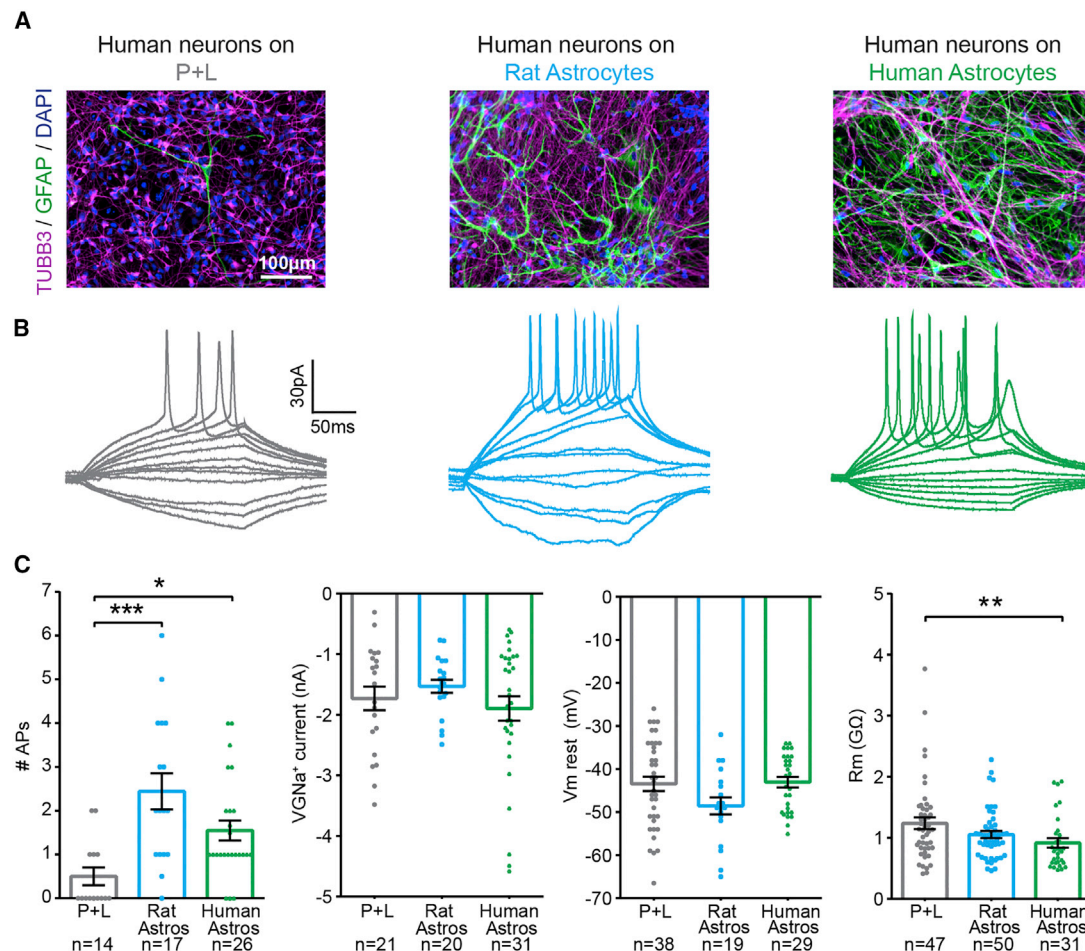 A
Human neurons on
P+L
Human neurons on
Rat Astrocytes
Human neurons on
Human Astrocytes
TUBB3 / GFAP / DAPI
100μm
B
30pA
50ms
C
# APs
7
6
5
4
3
2
1
0
***
*
P+L
Rat
Astros
Human
Astros
n=14
n=17
n=26
VGNa⁺ current (nA)
0
-1
-2
-3
-4
-5
P+L
Rat
Astros
Human
Astros
n=21
n=20
n=31
Vm rest (mV)
0
-10
-20
-30
-40
-50
-60
-70
P+L
Rat
Astros
Human
Astros
n=38
n=19
n=29
Rm (GΩ)
5
4
3
2
1
0
**
P+L
Rat
Astros
Human
Astros
n=47
n=50
n=31